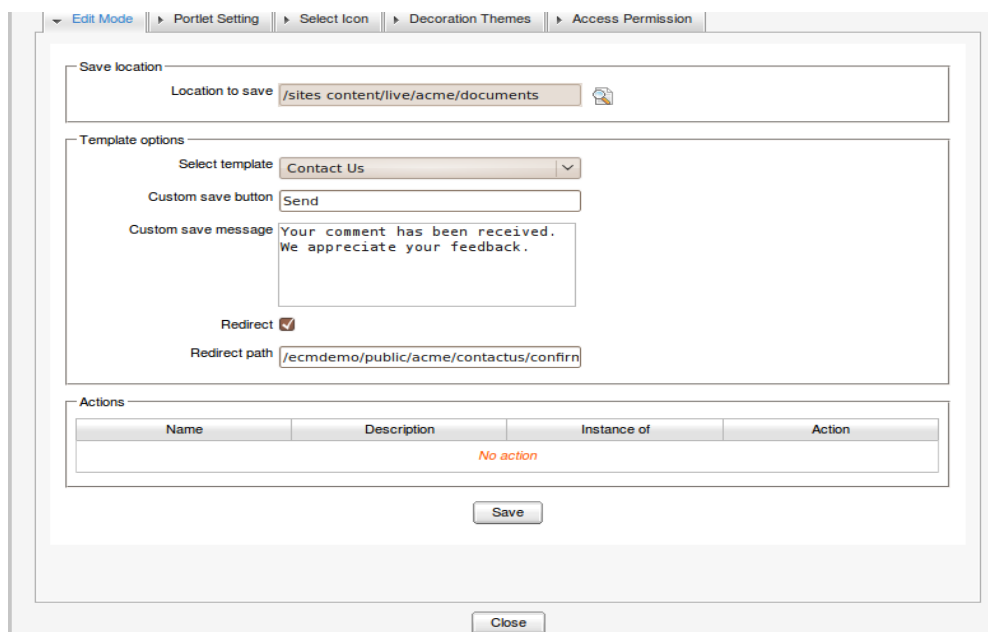 Edit Mode Portlet Setting Select Icon Decoration Themes Access Permission
Save location
Location to save /sites content/live/acme/documents
Template options
Select template Contact Us
Custom save button Send
Custom save message Your comment has been received.
We appreciate your feedback.
Redirect
Redirect path /ecmdemo/public/acme/contactus/confirm
Actions
Name Description Instance of Action
No action
Save
Close